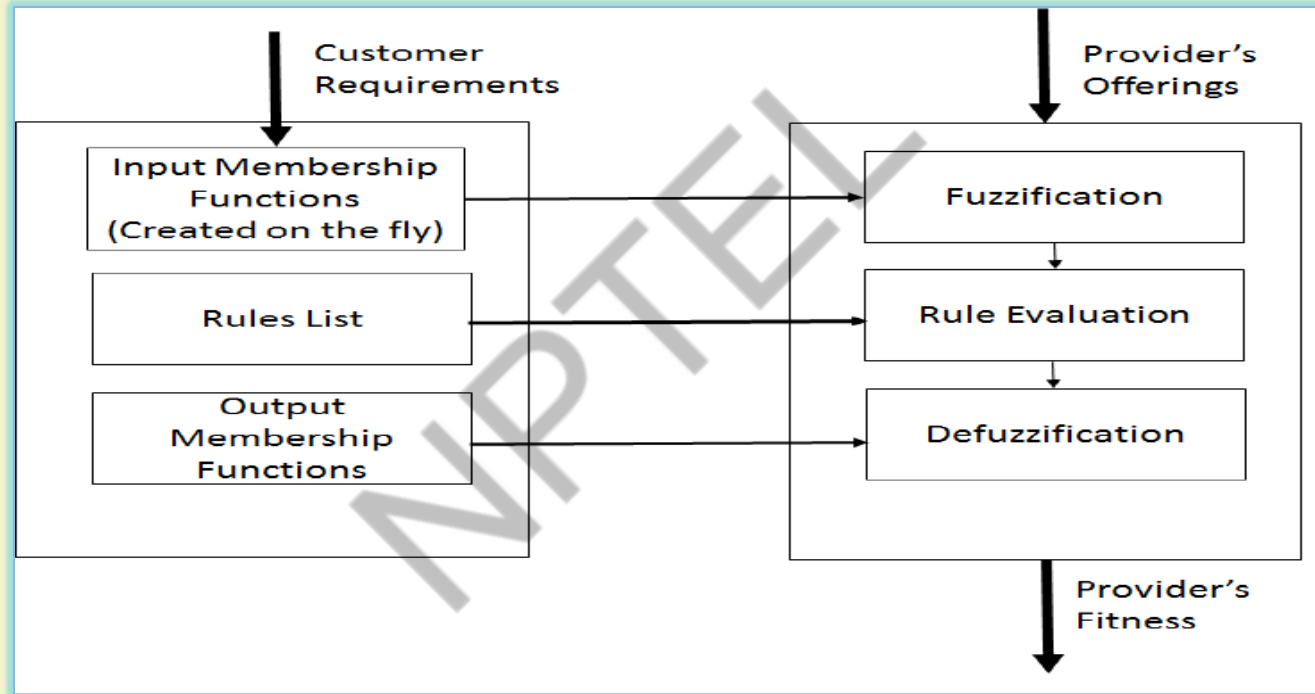 Customer
Requirements
Provider's
Offerings
Input Membership
Functions
(Created on the fly)
Fuzzification
Rules List
Rule Evaluation
Output
Membership
Functions
Defuzzification
Provider's
Fitness
NPTEL